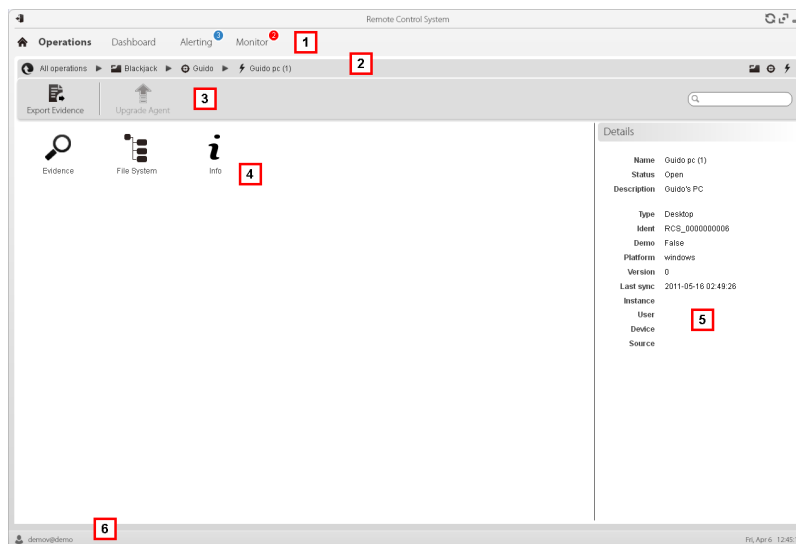 Remote Control System
Operations Dashboard Alerting 3 Monitor 2 1
All operations Blackjack Guido Guido pc (1) 2
Export Evidence Upgrade Agent 3
Evidence File System Info 4
Details
Name Guido pc (1)
Status Open
Description Guido's PC
Type Desktop
Ident RCS_0000000006
Demo False
Platform windows
Version 0
Last sync 2011-05-16 02:49:26
Instance
User 5
Device
Source
6
demov@demo Fri, Apr 6 12:45